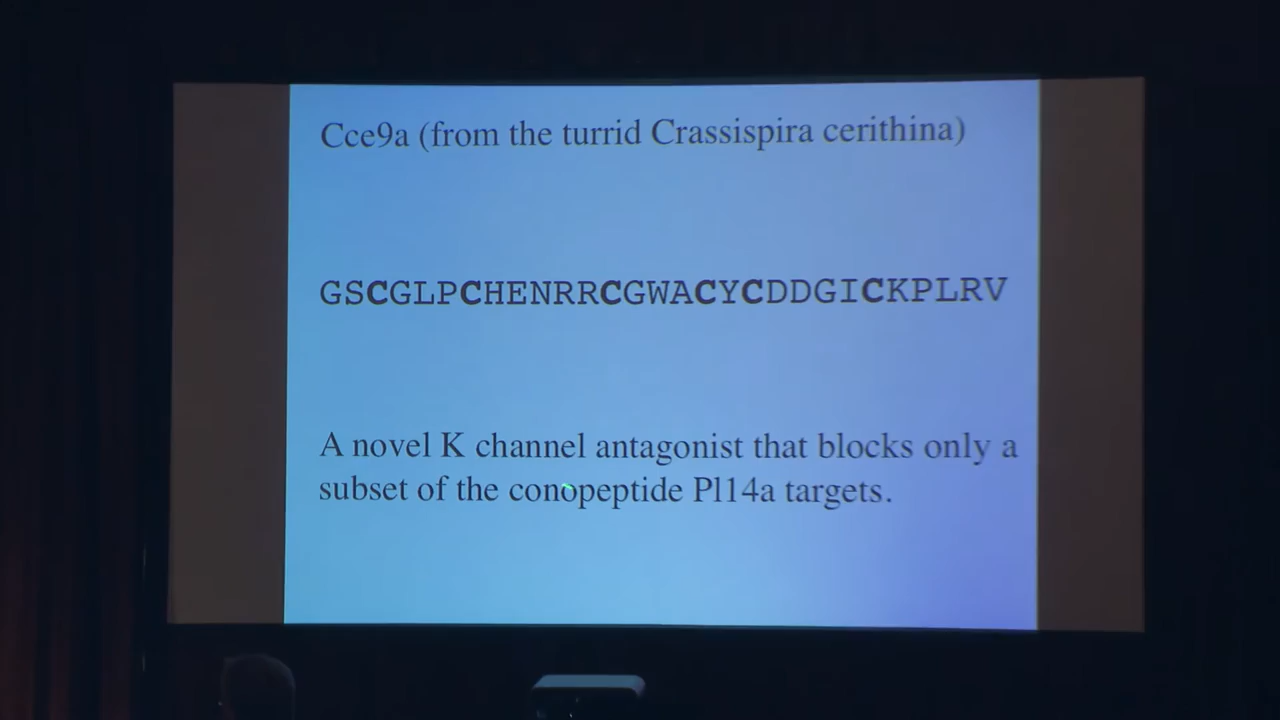 Cce9a (from the turrid Crassispira cerithina)
GSCGLPCHENRRCGWACYCDDGICKPLRV
A novel K channel antagonist that blocks only a
subset of the conopeptide Pl14a targets.